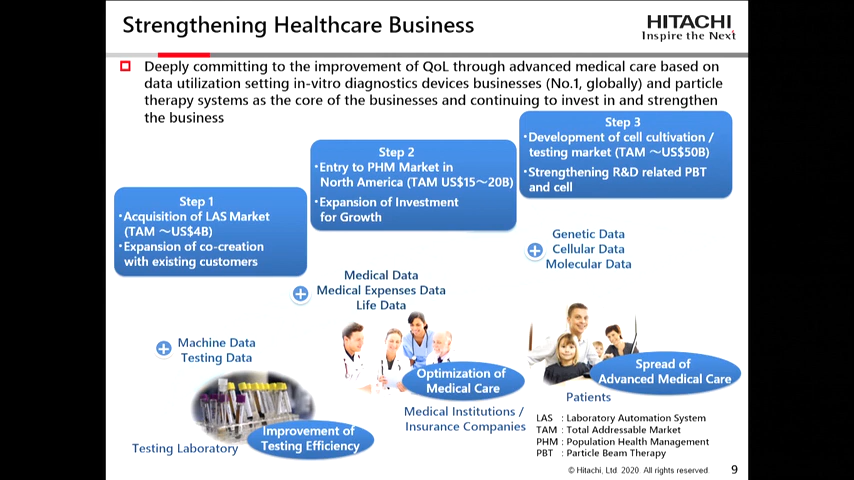 Strengthening Healthcare Business
HITACHI
Inspire the Next
Deeply committing to the improvement of QoL through advanced medical care based on
data utilization setting in-vitro diagnostics devices businesses (No.1, globally) and particle
therapy systems as the core of the businesses and continuing to invest in and strengthen
the business
Step 1
・Acquisition of LAS Market
(TAM ～US$4B)
・Expansion of co-creation
with existing customers
Step 2
・Entry to PHM Market in
North America (TAM US$15～20B)
・Expansion of Investment
for Growth
Step 3
・Development of cell cultivation /
testing market (TAM ～US$50B)
・Strengthening R&D related PBT
and cell
Machine Data
Testing Data
Medical Data
Medical Expenses Data
Life Data
Genetic Data
Cellular Data
Molecular Data
Improvement of
Testing Efficiency
Testing Laboratory
Optimization of
Medical Care
Medical Institutions /
Insurance Companies
Spread of
Advanced Medical Care
Patients
LAS : Laboratory Automation System
TAM : Total Addressable Market
PHM : Population Health Management
PBT : Particle Beam Therapy
© Hitachi, Ltd. 2020. All rights reserved.
9